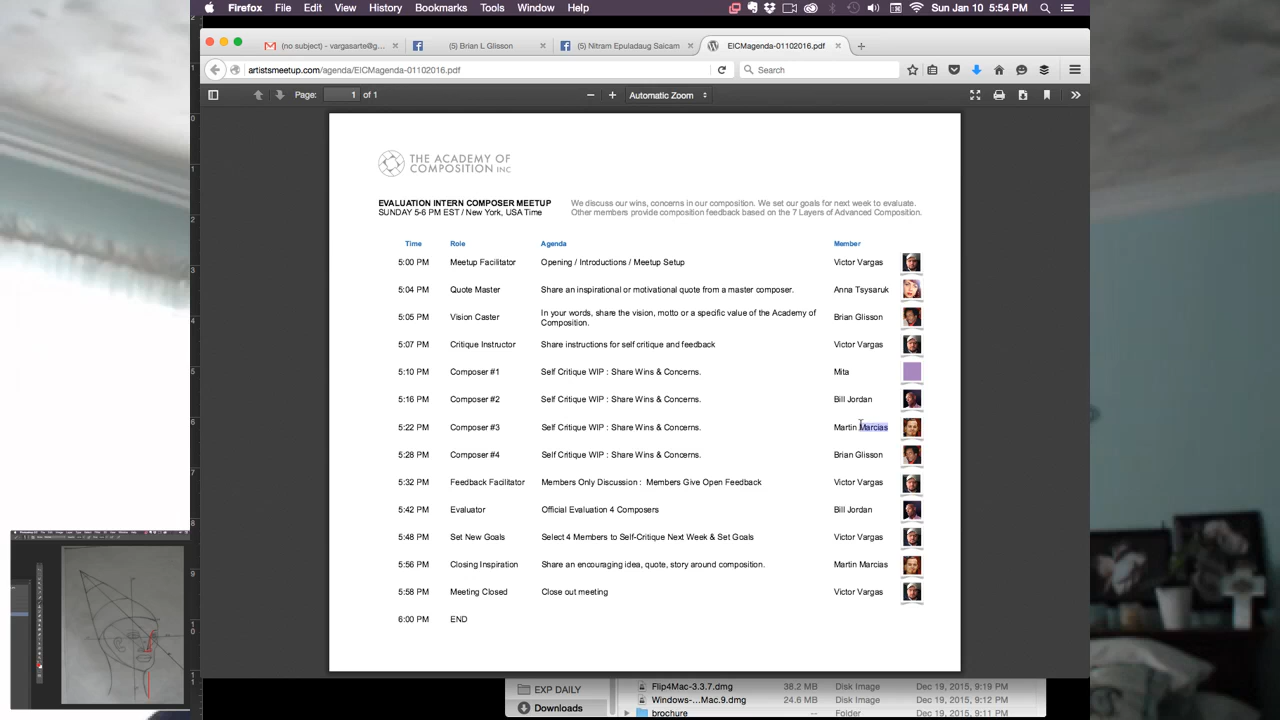 Firefox File Edit View History Bookmarks Tools Window Help Sun Jan 10 5:54 PM
(no subject) - vargasarte@g... (5) Brian L Glisson (5) Nitram Epuladaug Saicam EICMagenda-01102016.pdf
artistsmeetup.com/agenda/EICMagenda-01102016.pdf Search
Page: 1 of 1 Automatic Zoom
THE ACADEMY OF
COMPOSITION INC
EVALUATION INTERN COMPOSER MEETUP We discuss our wins, concerns in our composition. We set our goals for next week to evaluate.
SUNDAY 5-6 PM EST / New York, USA Time Other members provide composition feedback based on the 7 Layers of Advanced Composition.
Time Role Agenda Member
5:00 PM Meetup Facilitator Opening / Introductions / Meetup Setup Victor Vargas
5:04 PM Quote Master Share an inspirational or motivational quote from a master composer. Anna Tsysaruk
5:05 PM Vision Caster In your words, share the vision, motto or a specific value of the Academy of Composition. Brian Glisson
5:07 PM Critique Instructor Share instructions for self critique and feedback Victor Vargas
5:10 PM Composer #1 Self Critique WIP : Share Wins & Concerns. Mita
5:16 PM Composer #2 Self Critique WIP : Share Wins & Concerns. Bill Jordan
5:22 PM Composer #3 Self Critique WIP : Share Wins & Concerns. Martin Marcias
5:28 PM Composer #4 Self Critique WIP : Share Wins & Concerns. Brian Glisson
5:32 PM Feedback Facilitator Members Only Discussion : Members Give Open Feedback Victor Vargas
5:42 PM Evaluator Official Evaluation 4 Composers Bill Jordan
5:48 PM Set New Goals Select 4 Members to Self-Critique Next Week & Set Goals Victor Vargas
5:56 PM Closing Inspiration Share an encouraging idea, quote, story around composition. Martin Marcias
5:58 PM Meeting Closed Close out meeting Victor Vargas
6:00 PM END
EXP DAILY Flip4Mac-3.3.7.dmg 38.2 MB Disk Image Dec 19, 2015, 9:19 PM
Downloads Windows-...Mac.9.dmg 24.6 MB Disk Image Dec 19, 2015, 9:12 PM
brochure -- Folder Dec 19, 2015, 9:11 PM